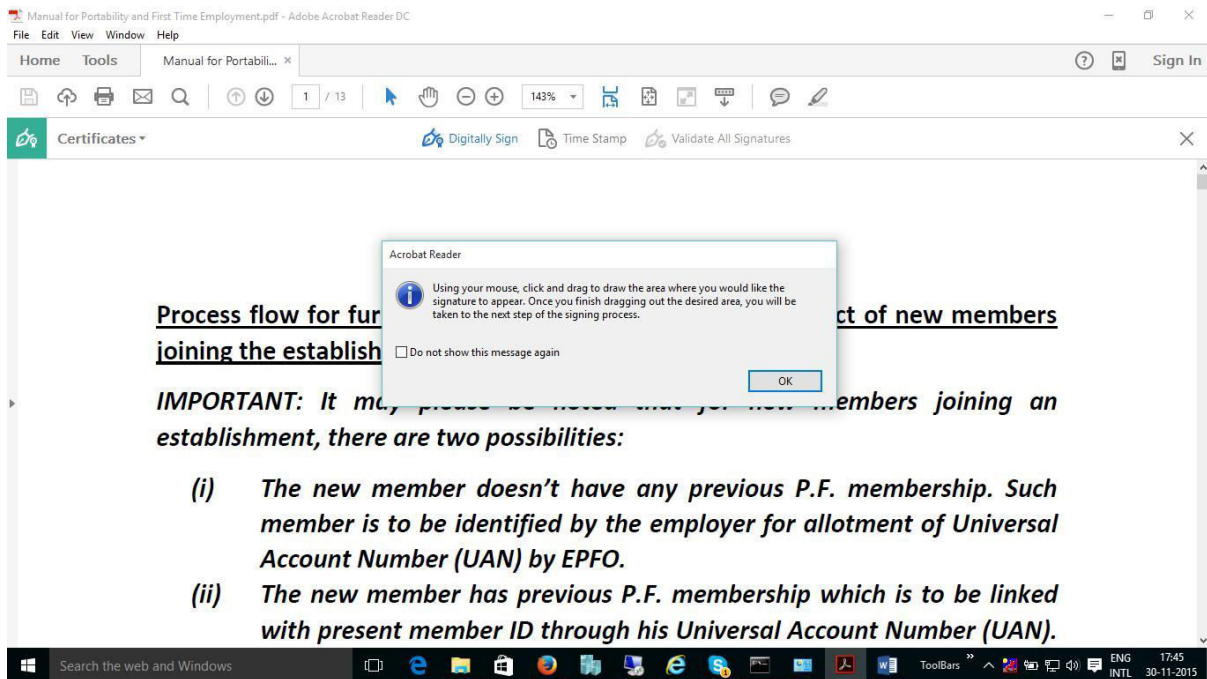 Manual for Portability and First Time Employment.pdf - Adobe Acrobat Reader DC
File Edit View Window Help
Home Tools Manual for Portabili... × Sign In
1 / 13 143%
Certificates Digitally Sign Time Stamp Validate All Signatures
Acrobat Reader
Using your mouse, click and drag to draw the area where you would like the
signature to appear. Once you finish dragging out the desired area, you will be
taken to the next step of the signing process.
Do not show this message again
OK
Process flow for fur ct of new members
joining the establish
IMPORTANT: It may please be noted that for new members joining an
establishment, there are two possibilities:
(i) The new member doesn't have any previous P.F. membership. Such
member is to be identified by the employer for allotment of Universal
Account Number (UAN) by EPFO.
(ii) The new member has previous P.F. membership which is to be linked
with present member ID through his Universal Account Number (UAN).
Search the web and Windows ToolBars » ENG 17:45
INTL 30-11-2015